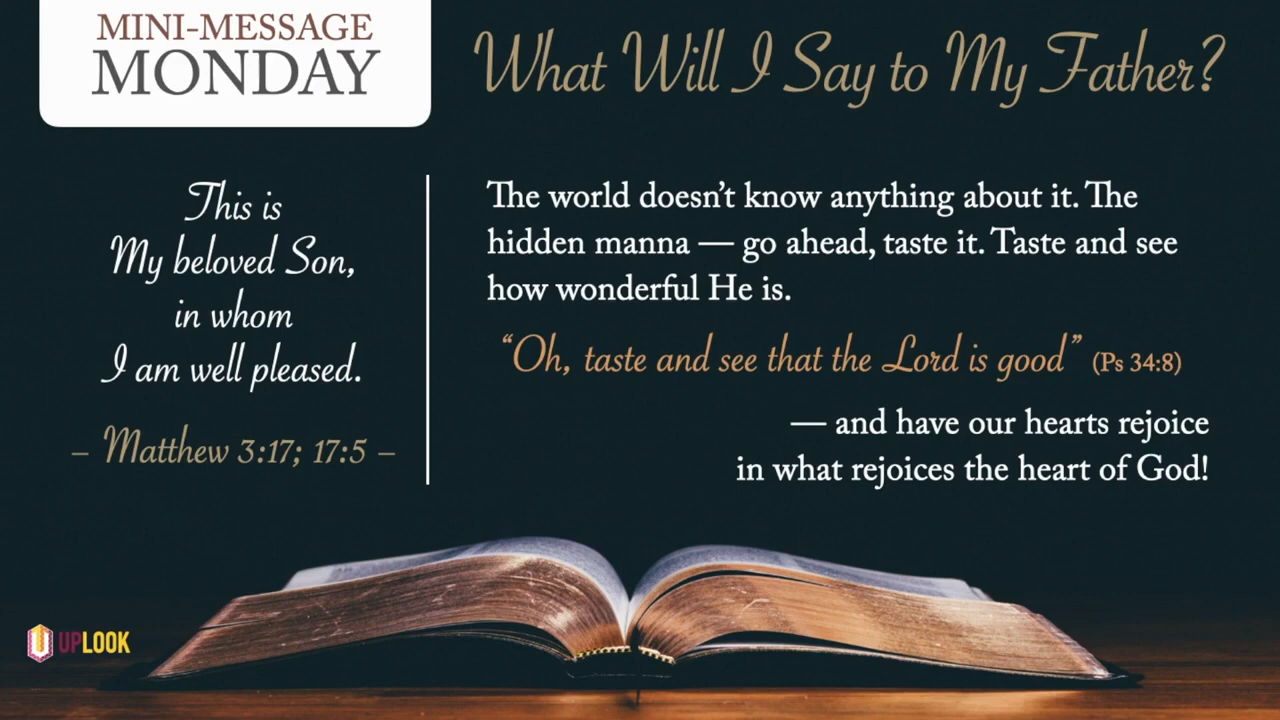 MINI-MESSAGE
MONDAY
What Will I Say to My Father?
This is
My beloved Son,
in whom
I am well pleased.
– Matthew 3:17; 17:5 –
The world doesn't know anything about it. The
hidden manna — go ahead, taste it. Taste and see
how wonderful He is.
“Oh, taste and see that the Lord is good” (Ps 34:8)
— and have our hearts rejoice
in what rejoices the heart of God!
UPLOOK